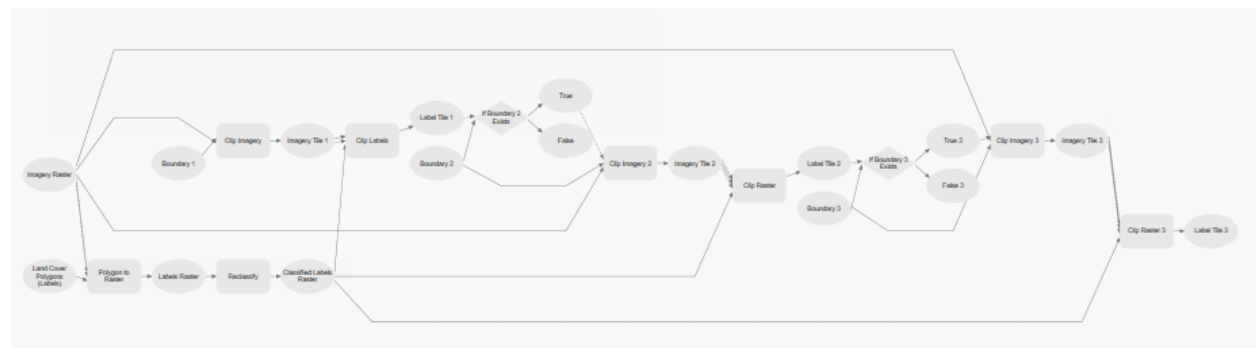 Imagery Raster
Land Cover
Polygons
(Labels)
Polygon to
Raster
Labels Raster
Reclassify
Classified Labels
Raster
Boundary 1
Clip Imagery
Imagery Tile 1
Clip Labels
Label Tile 1
Boundary 2
If Boundary 2
Exists
True
False
Clip Imagery 2
Imagery Tile 2
Clip Raster
Label Tile 2
Boundary 3
If Boundary 3
Exists
True 3
False 3
Clip Imagery 3
Imagery Tile 3
Clip Raster 3
Label Tile 3